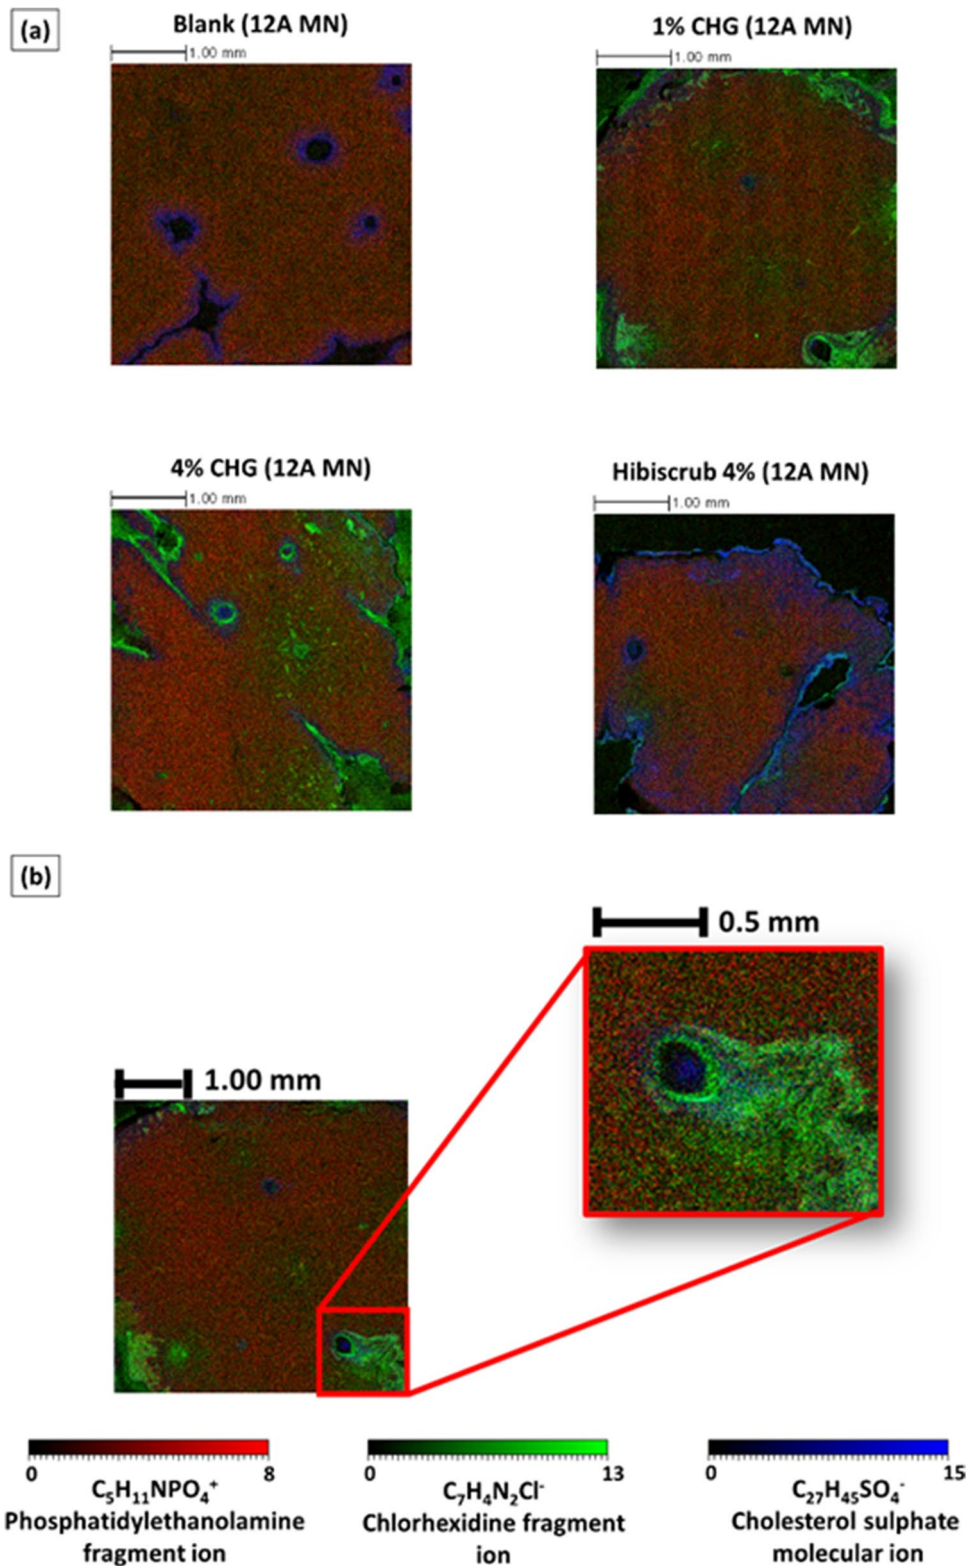 (a)
Blank (12A MN)
1% CHG (12A MN)
1.00 mm
1.00 mm
4% CHG (12A MN)
Hibiscrub 4% (12A MN)
1.00 mm
1.00 mm
(b)
0.5 mm
1.00 mm
0 8
0 13
0 15
C₅H₁₁NPO₄⁺
Phosphatidylethanolamine
fragment ion
C₇H₄N₂Cl⁻
Chlorhexidine fragment
ion
C₂₇H₄₅SO₄⁻
Cholesterol sulphate
molecular ion